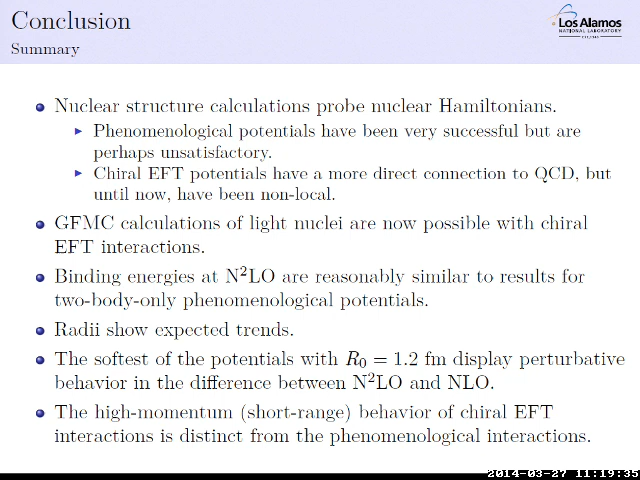 Conclusion
Summary
Los Alamos
NATIONAL LABORATORY
Nuclear structure calculations probe nuclear Hamiltonians.
Phenomenological potentials have been very successful but are
perhaps unsatisfactory.
Chiral EFT potentials have a more direct connection to QCD, but
until now, have been non-local.
GFMC calculations of light nuclei are now possible with chiral
EFT interactions.
Binding energies at N²LO are reasonably similar to results for
two-body-only phenomenological potentials.
Radii show expected trends.
The softest of the potentials with R₀ = 1.2 fm display perturbative
behavior in the difference between N²LO and NLO.
The high-momentum (short-range) behavior of chiral EFT
interactions is distinct from the phenomenological interactions.
2014-03-27 11:19:35